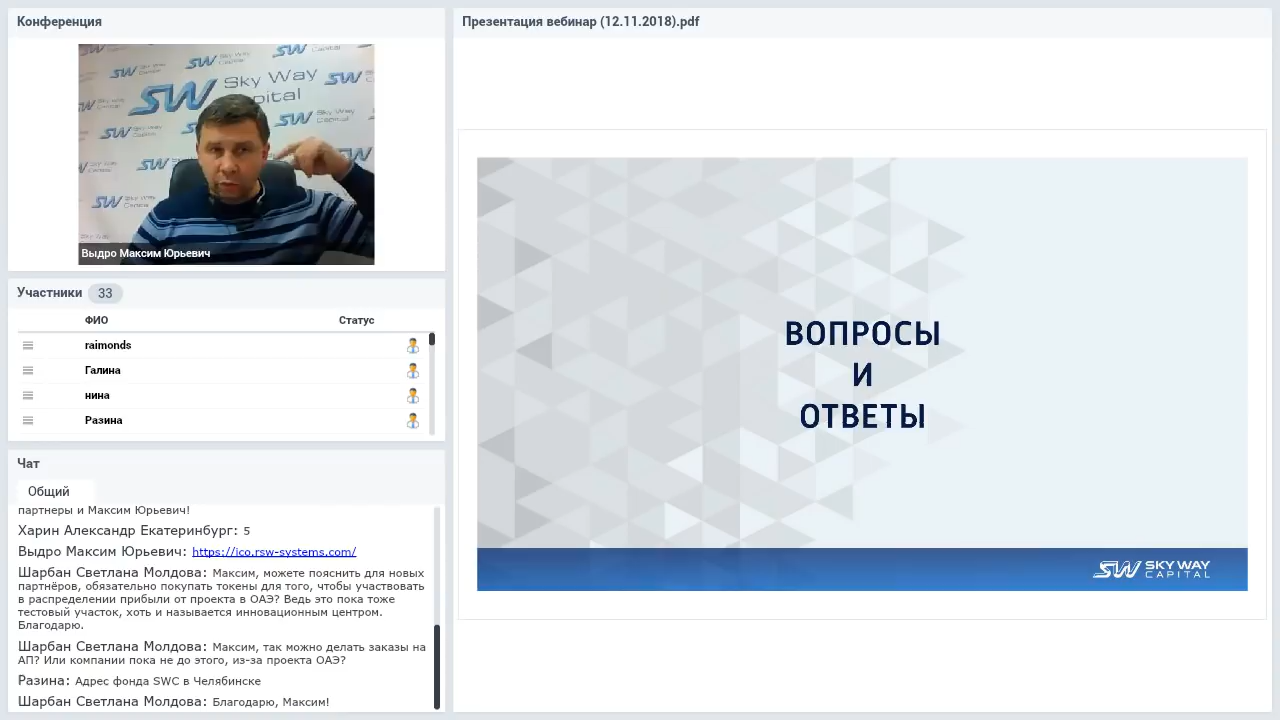 Конференция
SW Sky Way Capital
Выдро Максим Юрьевич
Участники 33
ФИО Статус
raimonds
Галина
нина
Разина
Чат
Общий
партнеры и Максим Юрьевич!
Харин Александр Екатеринбург: 5
Выдро Максим Юрьевич: https://ico.rsw-systems.com/
Шарбан Светлана Молдова: Максим, можете пояснить для новых
партнёров, обязательно покупать токены для того, чтобы участвовать
в распределении прибыли от проекта в ОАЭ? Ведь это пока тоже
тестовый участок, хоть и называется инновационным центром.
Благодарю.
Шарбан Светлана Молдова: Максим, так можно делать заказы на
АП? Или компании пока не до этого, из-за проекта ОАЭ?
Разина: Адрес фонда SWC в Челябинске
Шарбан Светлана Молдова: Благодарю, Максим!
Презентация вебинар (12.11.2018).pdf
ВОПРОСЫ
И
ОТВЕТЫ
SW SKY WAY
CAPITAL